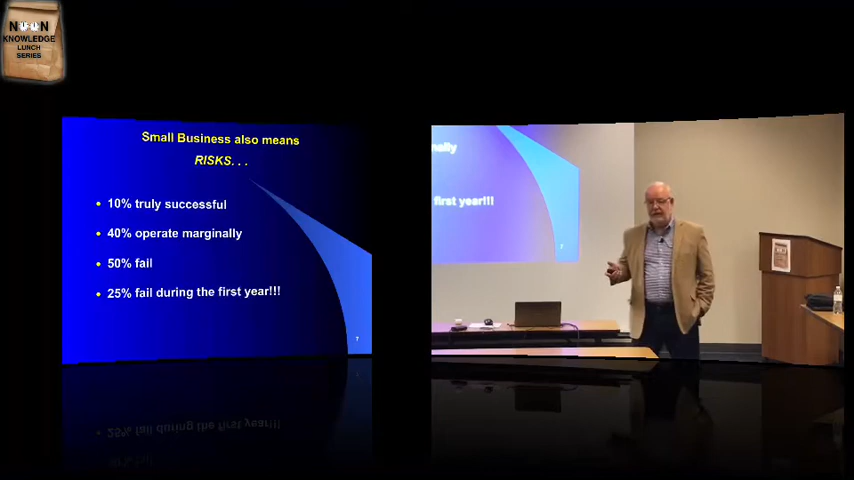 NOON
KNOWLEDGE
LUNCH
SERIES
Small Business also means
RISKS. . .
• 10% truly successful
• 40% operate marginally
• 50% fail
• 25% fail during the first year!!!
7
nally
first year!!!
7